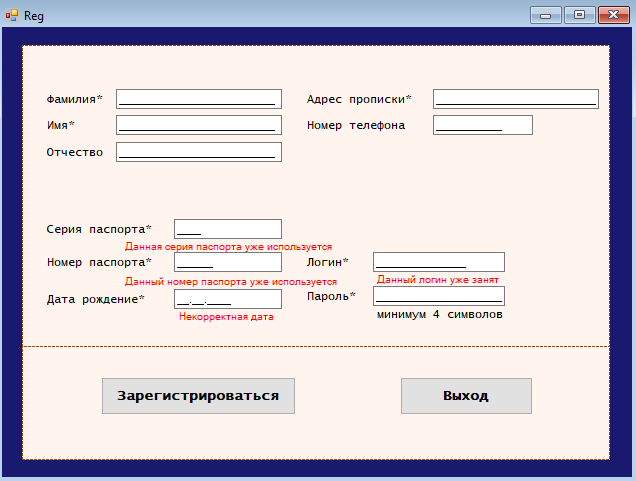 Reg
Фамилия* Адрес прописки*
Имя* Номер телефона
Отчество
Серия паспорта*
Данная серия паспорта уже используется
Номер паспорта* Логин*
Данный номер паспорта уже используется Данный логин уже занят
Дата рождение* __.__.____ Пароль*
Некорректная дата минимум 4 символов
Зарегистрироваться Выход